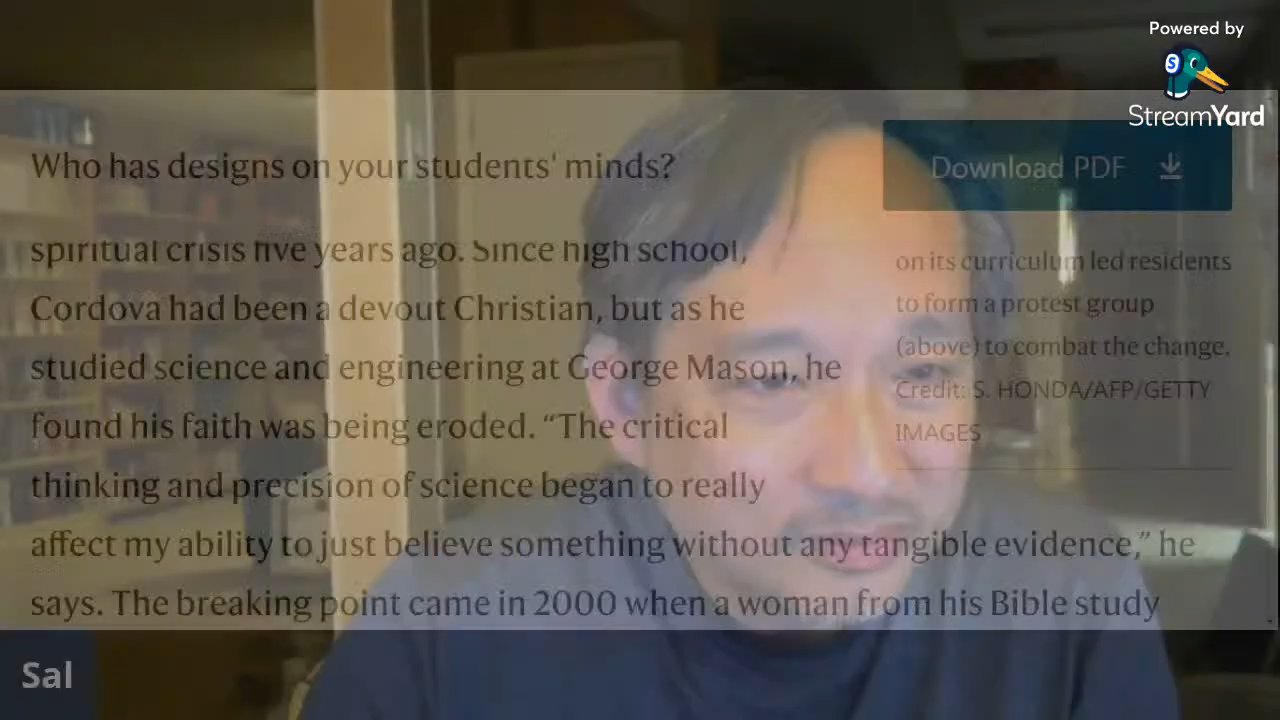 Powered by
StreamYard
Who has designs on your students' minds?
Download PDF
spiritual crisis five years ago. Since high school,
Cordova had been a devout Christian, but as he
studied science and engineering at George Mason, he
found his faith was being eroded. “The critical
thinking and precision of science began to really
affect my ability to just believe something without any tangible evidence,” he
says. The breaking point came in 2000 when a woman from his Bible study
on its curriculum led residents
to form a protest group
(above) to combat the change.
Credit: S. HONDA/AFP/GETTY
IMAGES
Sal